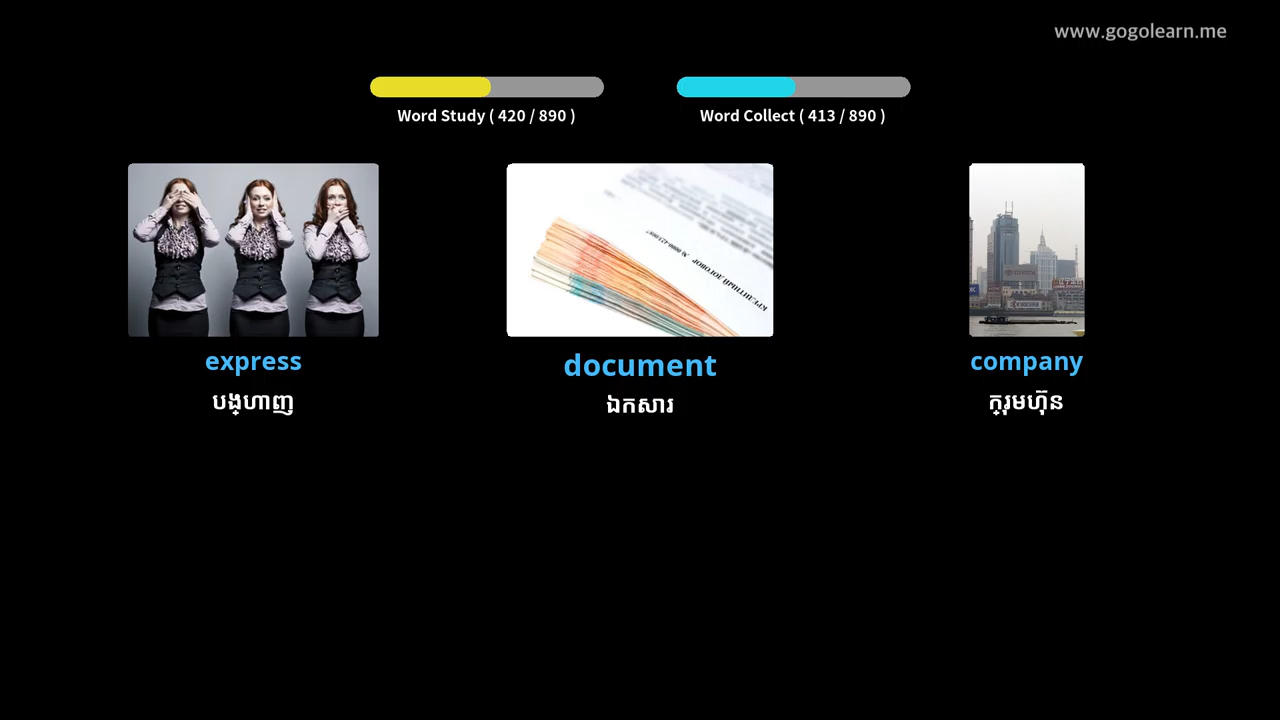 www.gogolearn.me
Word Study ( 420 / 890 )
Word Collect ( 413 / 890 )
express
document
company
បង្ហាញ
ឯកសារ
ក្រុមហ៊ុន
TOYOTA